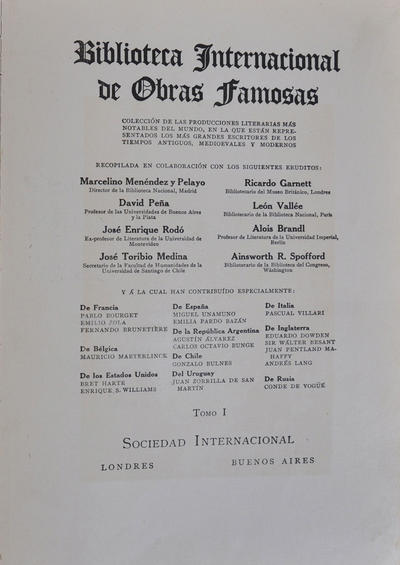 Biblioteca Internacional
de Obras Famosas
COLECCIÓN DE LAS PRODUCCIONES LITERARIAS MÁS
NOTABLES DEL MUNDO, EN LA QUE ESTÁN REPRE-
SENTADOS LOS MÁS GRANDES ESCRITORES DE LOS
TIEMPOS ANTIGUOS, MEDIOEVALES Y MODERNOS
RECOPILADA EN COLABORACIÓN CON LOS SIGUIENTES ERUDITOS:
Marcelino Menéndez y Pelayo
Director de la Biblioteca Nacional, Madrid
David Peña
Profesor de las Universidades de Buenos Aires
y la Plata
José Enrique Rodó
Ex-profesor de Literatura de la Universidad de
Montevideo
José Toribio Medina
Secretario de la Facultad de Humanidades de la
Universidad de Santiago de Chile
Ricardo Garnett
Bibliotecario del Museo Británico, Londres
León Vallée
Bibliotecario de la Biblioteca Nacional, París
Alois Brandl
Profesor de Literatura de la Universidad Imperial,
Berlín
Ainsworth R. Spofford
Bibliotecario de la Biblioteca del Congreso,
Wáshington
Y Á LA CUAL HAN CONTRIBUÍDO ESPECIALMENTE:
De Francia
PABLO BOURGET
EMILIO ZOLA
FERNANDO BRUNETIÈRE
De Bélgica
MAURICIO MAETERLINCK
De los Estados Unidos
BRET HARTE
ENRIQUE S. WILLIAMS
De España
MIGUEL UNAMUNO
EMILIA PARDO BAZÁN
De la República Argentina
AGUSTÍN ÁLVAREZ
CARLOS OCTAVIO BUNGE
De Chile
GONZALO BULNES
Del Uruguay
JUAN ZORRILLA DE SAN
MARTÍN
De Italia
PASCUAL VILLARI
De Inglaterra
EDUARDO DOWDEN
SIR WÁLTER BESANT
JUAN PENTLAND MA-
HAFFY
ANDRÉS LANG
De Rusia
CONDE DE VOGÜÉ
TOMO I
SOCIEDAD INTERNACIONAL
LONDRES BUENOS AIRES